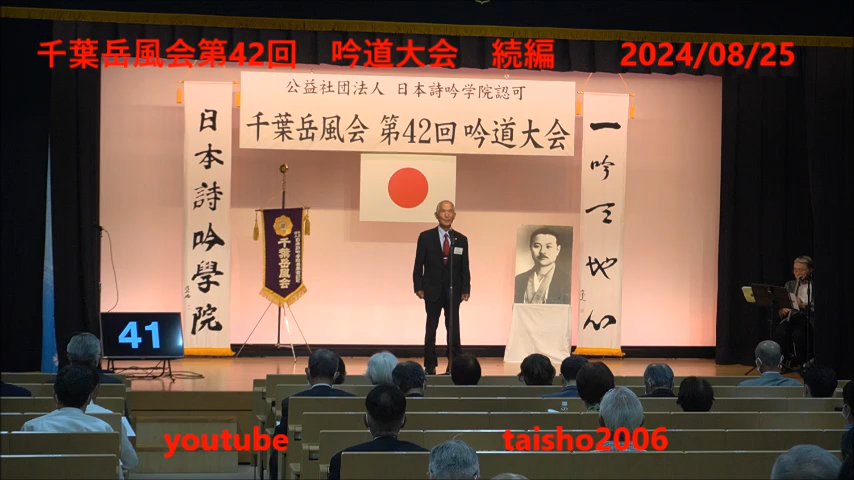 千葉岳風会第42回　吟道大会　続編　2024/08/25
公益社団法人 日本詩吟学院認可
千葉岳風会 第42回 吟道大会
日本詩吟學院
一吟天地心
千葉岳風会
41
youtube taisho2006